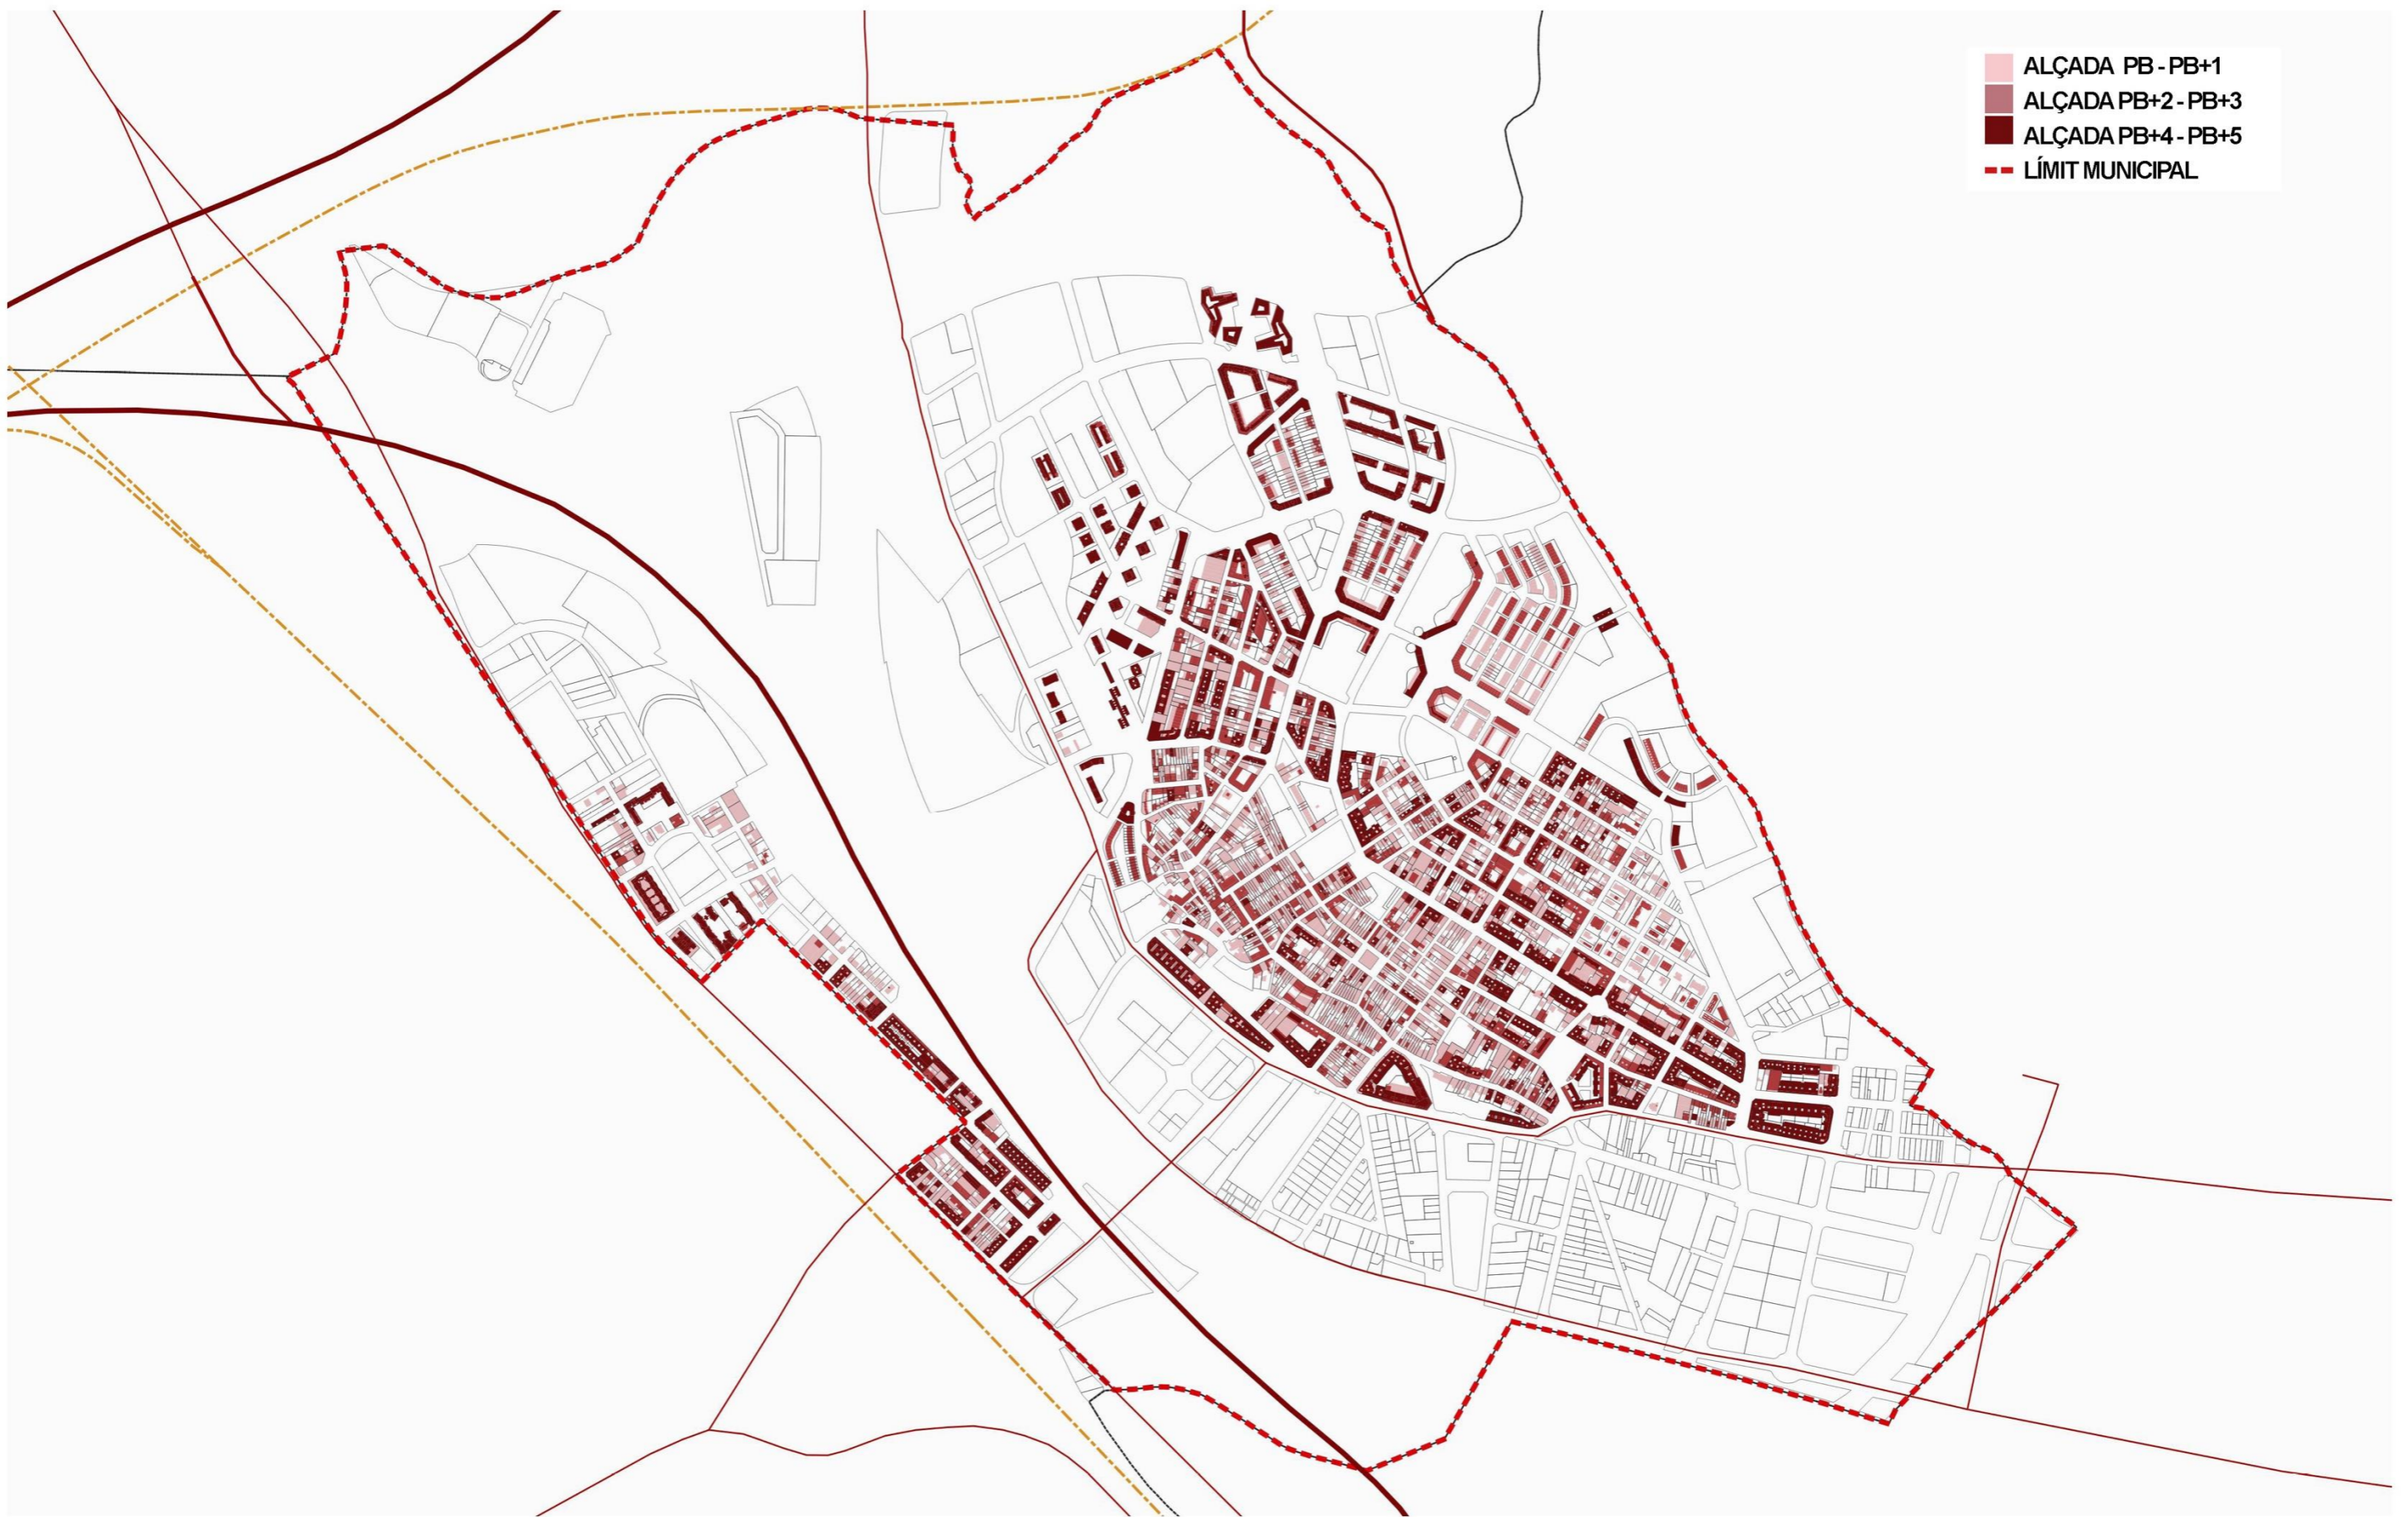 ALÇADA PB - PB+1
ALÇADA PB+2 - PB+3
ALÇADA PB+4 - PB+5
LÍMIT MUNICIPAL